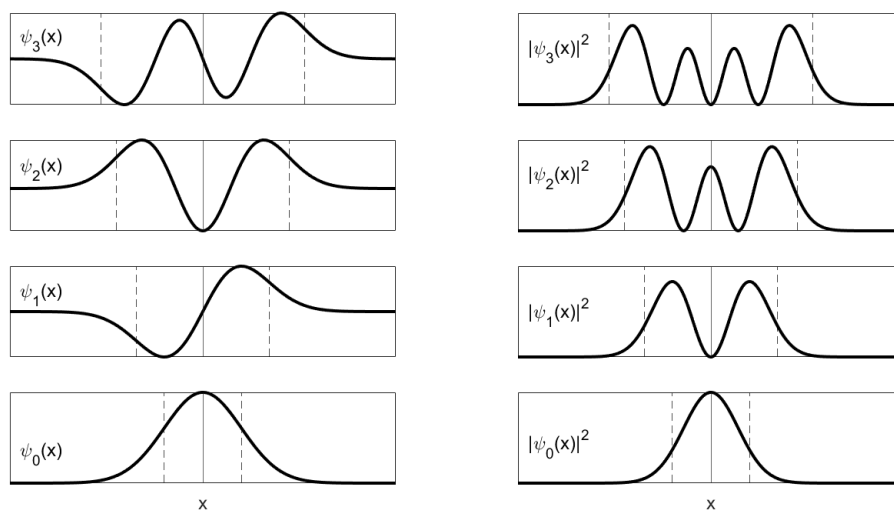 ψ₃(x)
|ψ₃(x)|²
ψ₂(x)
|ψ₂(x)|²
ψ₁(x)
|ψ₁(x)|²
ψ₀(x)
|ψ₀(x)|²
x
x